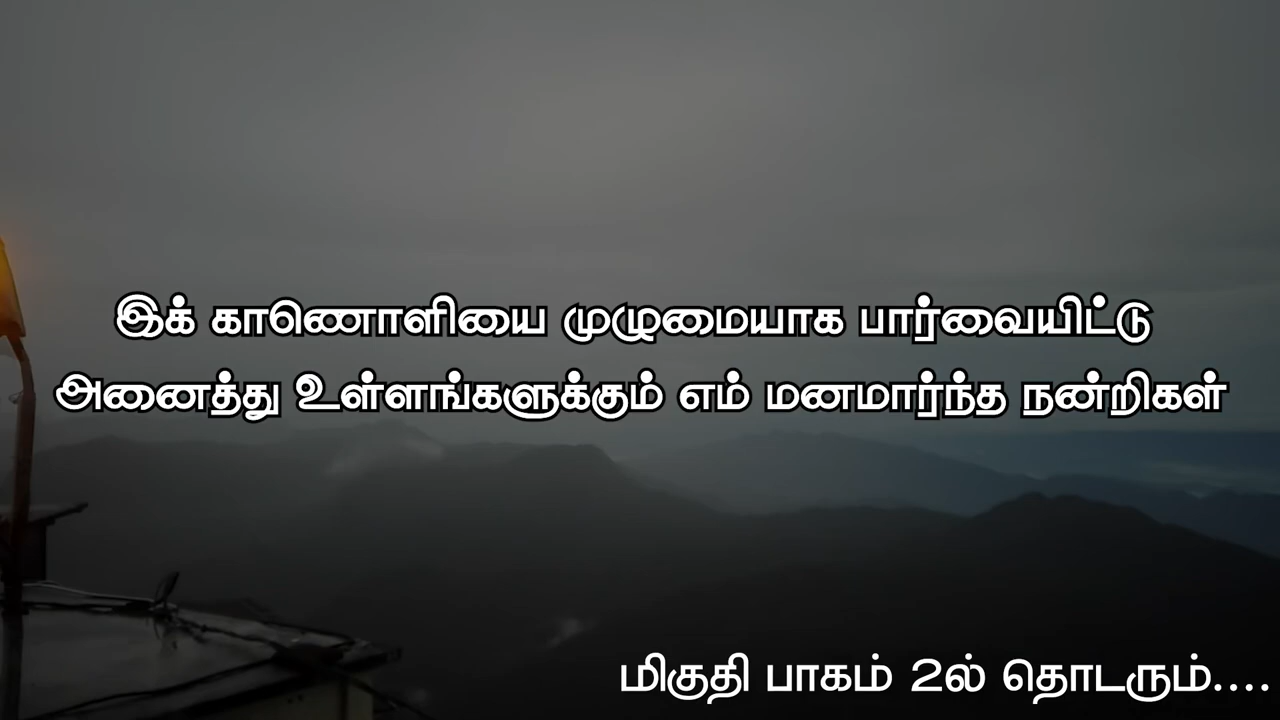 இக் காணொளியை முழுமையாக பார்வையிட்டு
அனைத்து உள்ளங்களுக்கும் எம் மனமார்ந்த நன்றிகள்
மிகுதி பாகம் 2ல் தொடரும்....